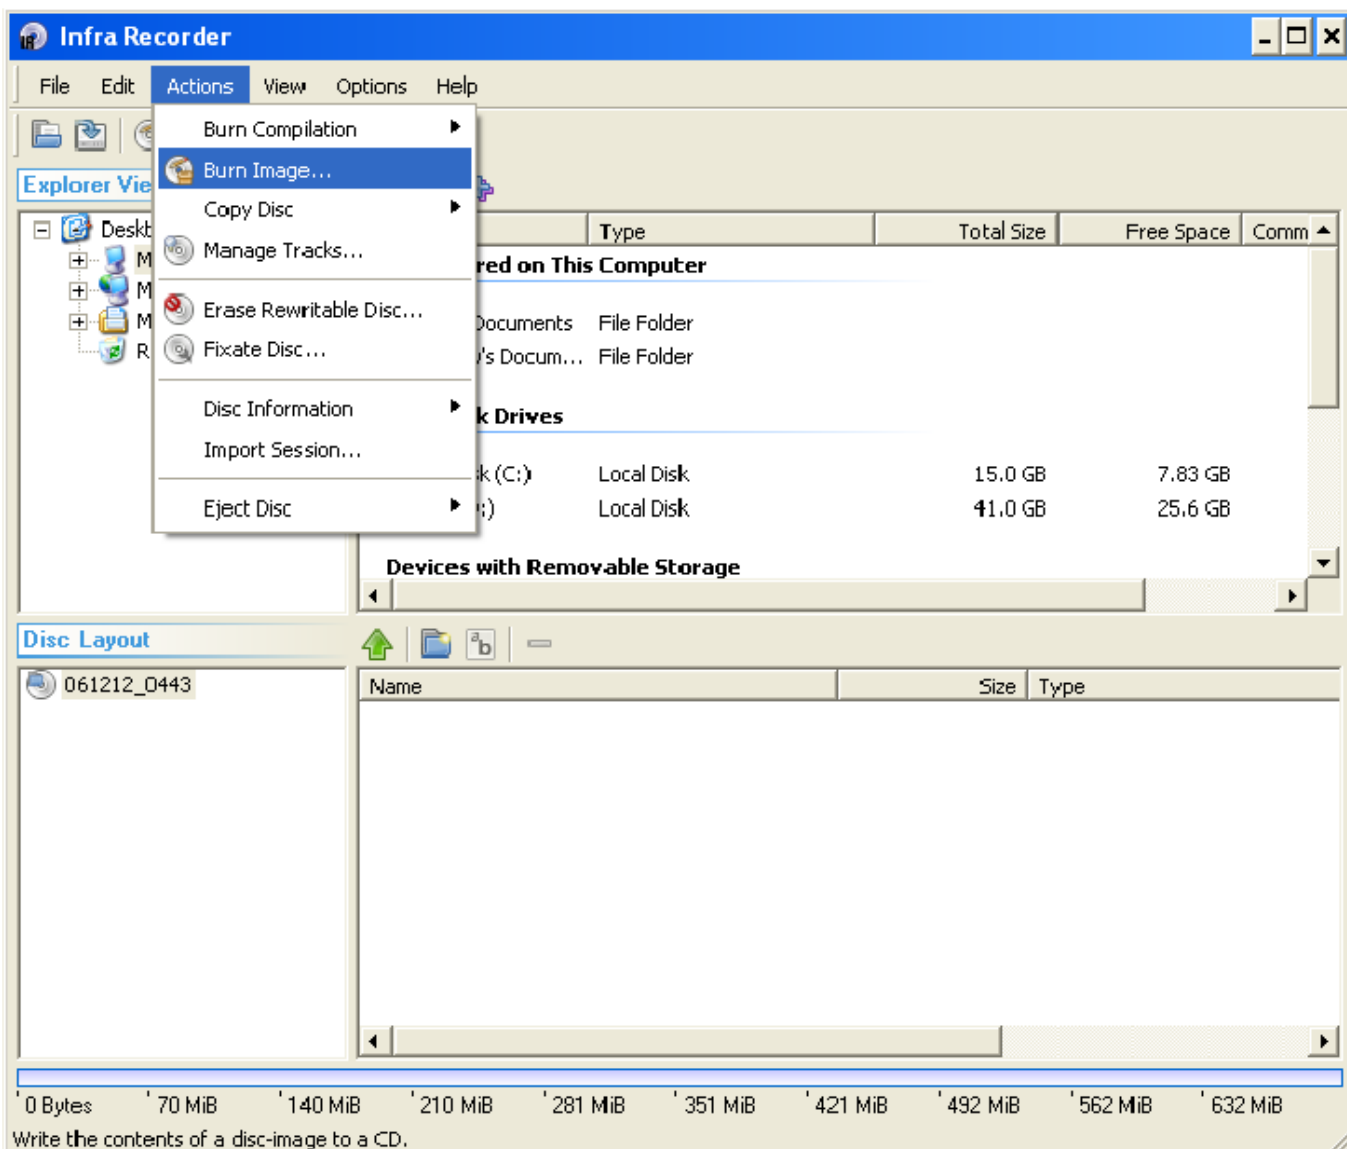 Infra Recorder
File Edit Actions View Options Help
Burn Compilation
Burn Image...
Copy Disc
Manage Tracks...
Erase Rewritable Disc...
Fixate Disc...
Disc Information
Import Session...
Eject Disc
Explorer Vie
Deskt
M
M
M
R
Type Total Size Free Space Comm
red on This Computer
Documents File Folder
's Docum... File Folder
k Drives
k (C:) Local Disk 15.0 GB 7.83 GB
:) Local Disk 41.0 GB 25.6 GB
Devices with Removable Storage
Disc Layout
061212_0443
Name Size Type
0 Bytes 70 MiB 140 MiB 210 MiB 281 MiB 351 MiB 421 MiB 492 MiB 562 MiB 632 MiB
Write the contents of a disc-image to a CD.